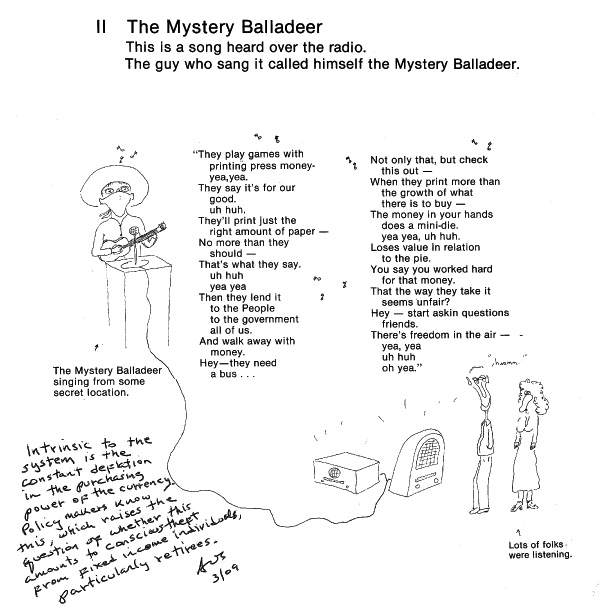 II The Mystery Balladeer
This is a song heard over the radio.
The guy who sang it called himself the Mystery Balladeer.
"They play games with
printing press money-
yea,yea.
They say it's for our
good.
uh huh.
They'll print just the
right amount of paper —
No more than they
should —
That's what they say.
uh huh
yea yea
Then they lend it
to the People
to the government
all of us.
And walk away with
money.
Hey—they need
a bus . . .
Not only that, but check
this out —
When they print more than
the growth of what
there is to buy —
The money in your hands
does a mini-die.
yea yea, uh huh.
Loses value in relation
to the pie.
You say you worked hard
for that money.
That the way they take it
seems unfair?
Hey — start askin questions
friends.
There's freedom in the air — -
yea, yea
uh huh
oh yea."
The Mystery Balladeer
singing from some
secret location.
Intrinsic to the
system is the
constant depletion
in the purchasing
power of the currency.
Policy makers know
this, which raises the
question of whether this
amounts to conscious theft
from fixed income individuals,
particularly retirees.
3/09
Lots of folks
were listening.